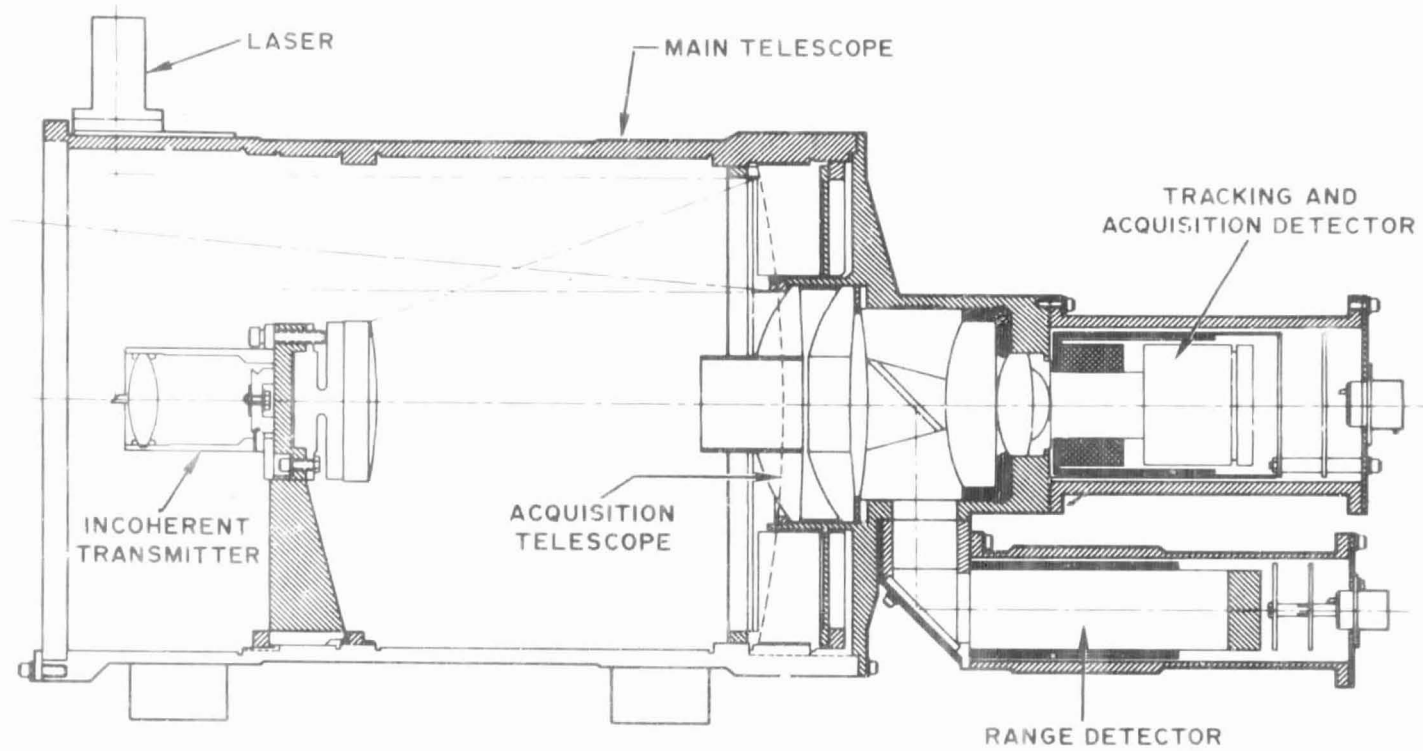 LASER
MAIN TELESCOPE
TRACKING AND
ACQUISITION DETECTOR
INCOHERENT
TRANSMITTER
ACQUISITION
TELESCOPE
RANGE DETECTOR